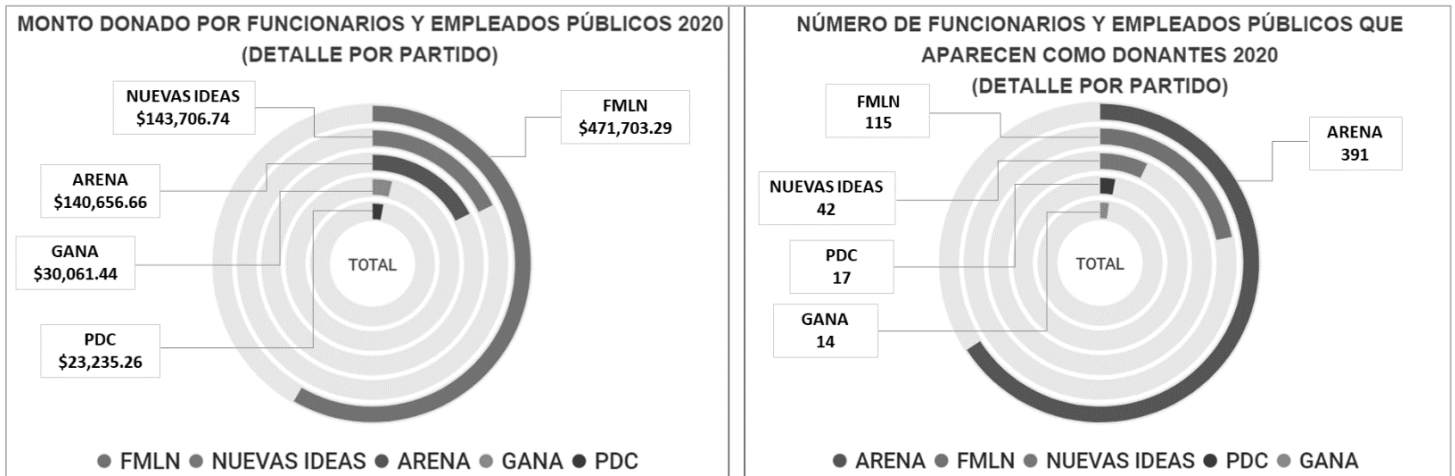 MONTO DONADO POR FUNCIONARIOS Y EMPLEADOS PÚBLICOS 2020
(DETALLE POR PARTIDO)
NUEVAS IDEAS
$143,706.74
FMLN
$471,703.29
ARENA
$140,656.66
GANA
$30,061.44
PDC
$23,235.26
TOTAL
FMLN NUEVAS IDEAS ARENA GANA PDC
NÚMERO DE FUNCIONARIOS Y EMPLEADOS PÚBLICOS QUE
APARECEN COMO DONANTES 2020
(DETALLE POR PARTIDO)
FMLN
115
ARENA
391
NUEVAS IDEAS
42
PDC
17
GANA
14
TOTAL
ARENA FMLN NUEVAS IDEAS PDC GANA